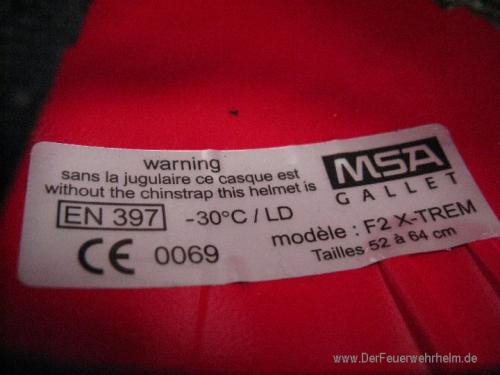 warning
sans la jugulaire ce casque est
without the chinstrap this helmet is
EN 397 -30°C / LD
CE 0069
MSA
GALLET
modèle : F2 X-TREM
Tailles 52 à 64 cm
www.DerFeuerwehrhelm.de